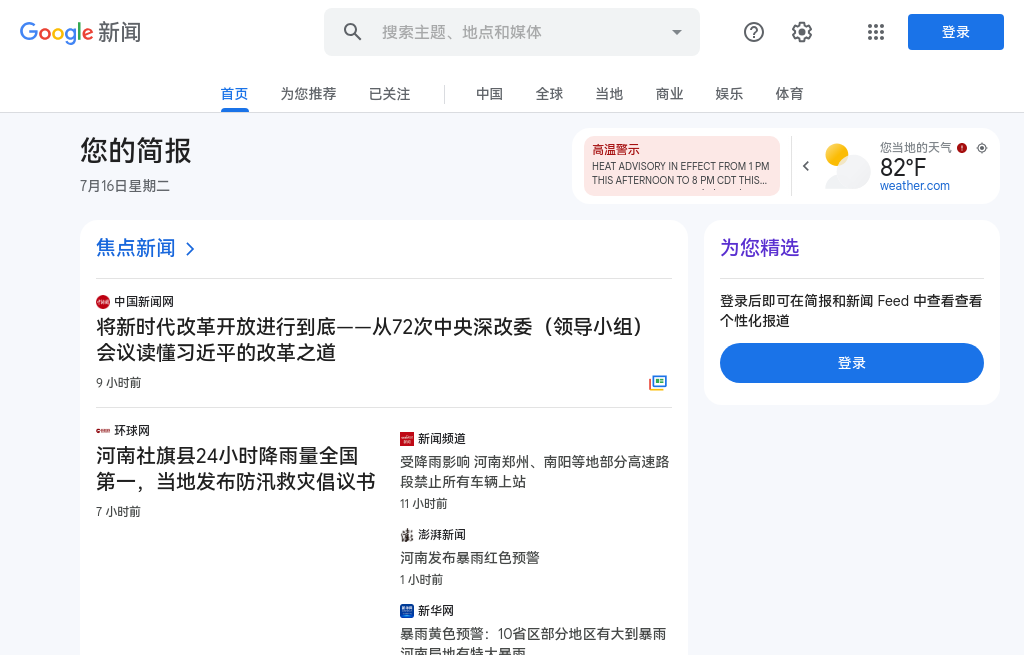 Google 新闻
搜索主题、地点和媒体
登录
首页
为您推荐
已关注
中国
全球
当地
商业
娱乐
体育
您的简报
7月16日星期二
高温警示
HEAT ADVISORY IN EFFECT FROM 1 PM
THIS AFTERNOON TO 8 PM CDT THIS...
您当地的天气
82°F
weather.com
焦点新闻
中国新闻网
将新时代改革开放进行到底——从72次中央深改委（领导小组）
会议读懂习近平的改革之道
9 小时前
环球网
河南社旗县24小时降雨量全国
第一，当地发布防汛救灾倡议书
7 小时前
新闻频道
受降雨影响 河南郑州、南阳等地部分高速路
段禁止所有车辆上站
11 小时前
澎湃新闻
河南发布暴雨红色预警
1 小时前
新华网
暴雨黄色预警：10省区部分地区有大到暴雨
河南局地有特大暴雨
为您精选
登录后即可在简报和新闻 Feed 中查看查看
个性化报道
登录